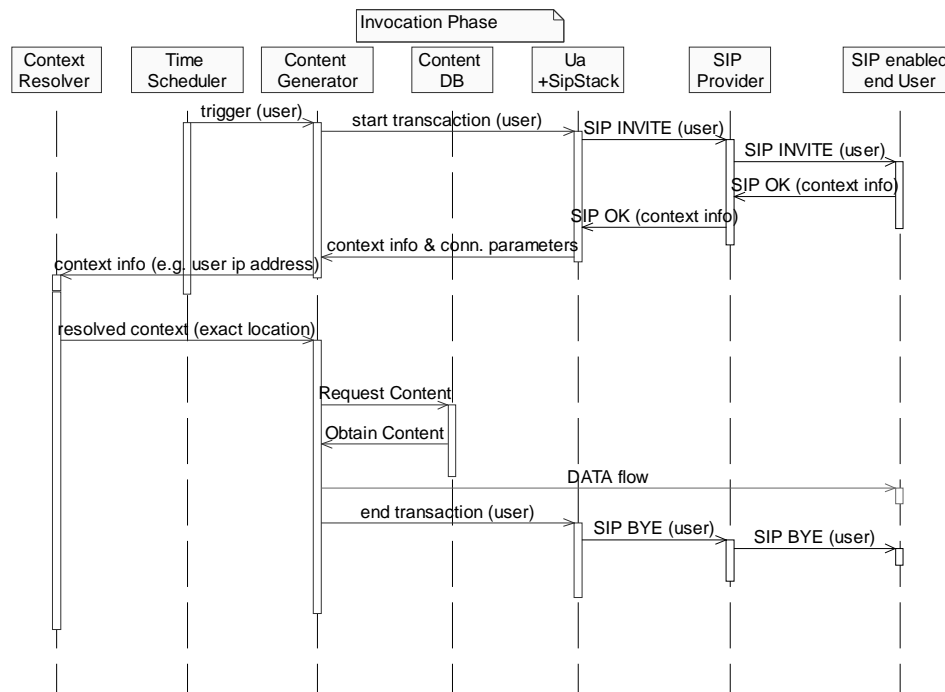 Invocation Phase
Context
Resolver
Time
Scheduler
Content
Generator
Content
DB
Ua
+SipStack
SIP
Provider
SIP enabled
end User
trigger (user)
start transcaction (user)
SIP INVITE (user)
SIP INVITE (user)
SIP OK (context info)
SIP OK (context info)
context info & conn. parameters
context info (e.g. user ip address)
resolved context (exact location)
Request Content
Obtain Content
DATA flow
end transaction (user)
SIP BYE (user)
SIP BYE (user)